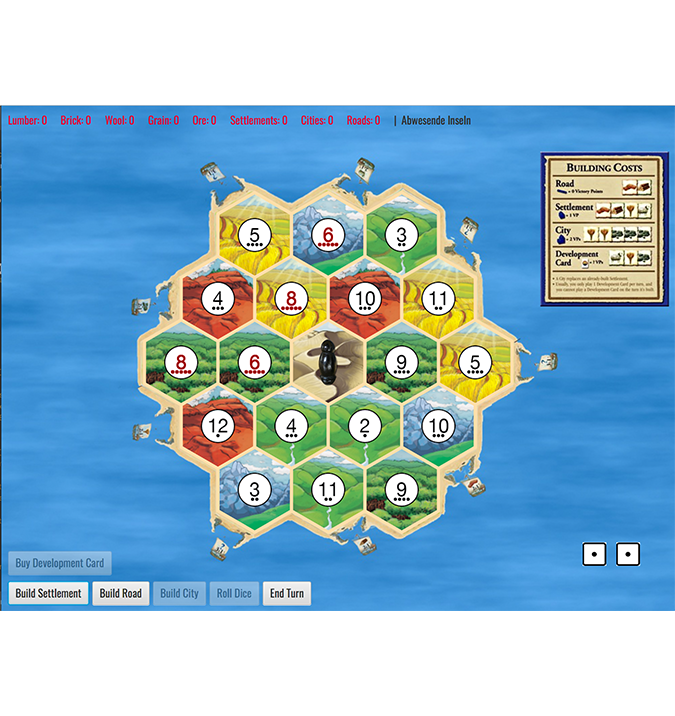 Lumber: 0 Brick: 0 Wool: 0 Grain: 0 Ore: 0 Settlements: 0 Cities: 0 Roads: 0 | Abwesende Inseln
BUILDING COSTS
Road
= 0 Victory Points
Settlement
= 1 VP
City
= 2 VPs
Development
Card
= ? VPs
• A City replaces an already-built Settlement.
• Usually, you only play 1 Development Card per turn, and
you cannot play a Development Card on the turn it's built.
5 6 3
4 8 10 11
8 6 9 5
12 4 2 10
3 11 9
Buy Development Card
Build Settlement Build Road Build City Roll Dice End Turn